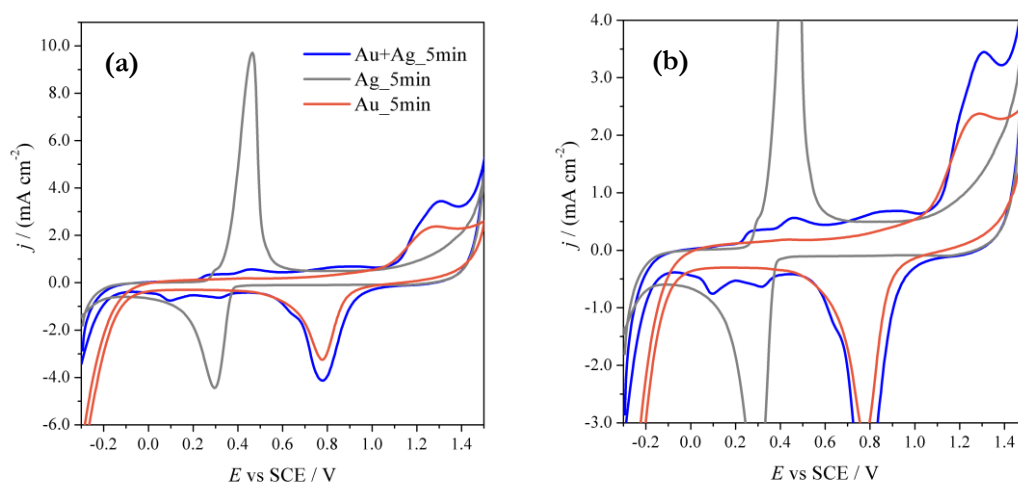 (a)
Au+Ag_5min
Ag_5min
Au_5min
10.0
8.0
6.0
4.0
2.0
0.0
-2.0
-4.0
-6.0
j / (mA cm⁻²)
-0.2 0.0 0.2 0.4 0.6 0.8 1.0 1.2 1.4
E vs SCE / V
(b)
4.0
3.0
2.0
1.0
0.0
-1.0
-2.0
-3.0
j / (mA cm⁻²)
-0.2 0.0 0.2 0.4 0.6 0.8 1.0 1.2 1.4
E vs SCE / V